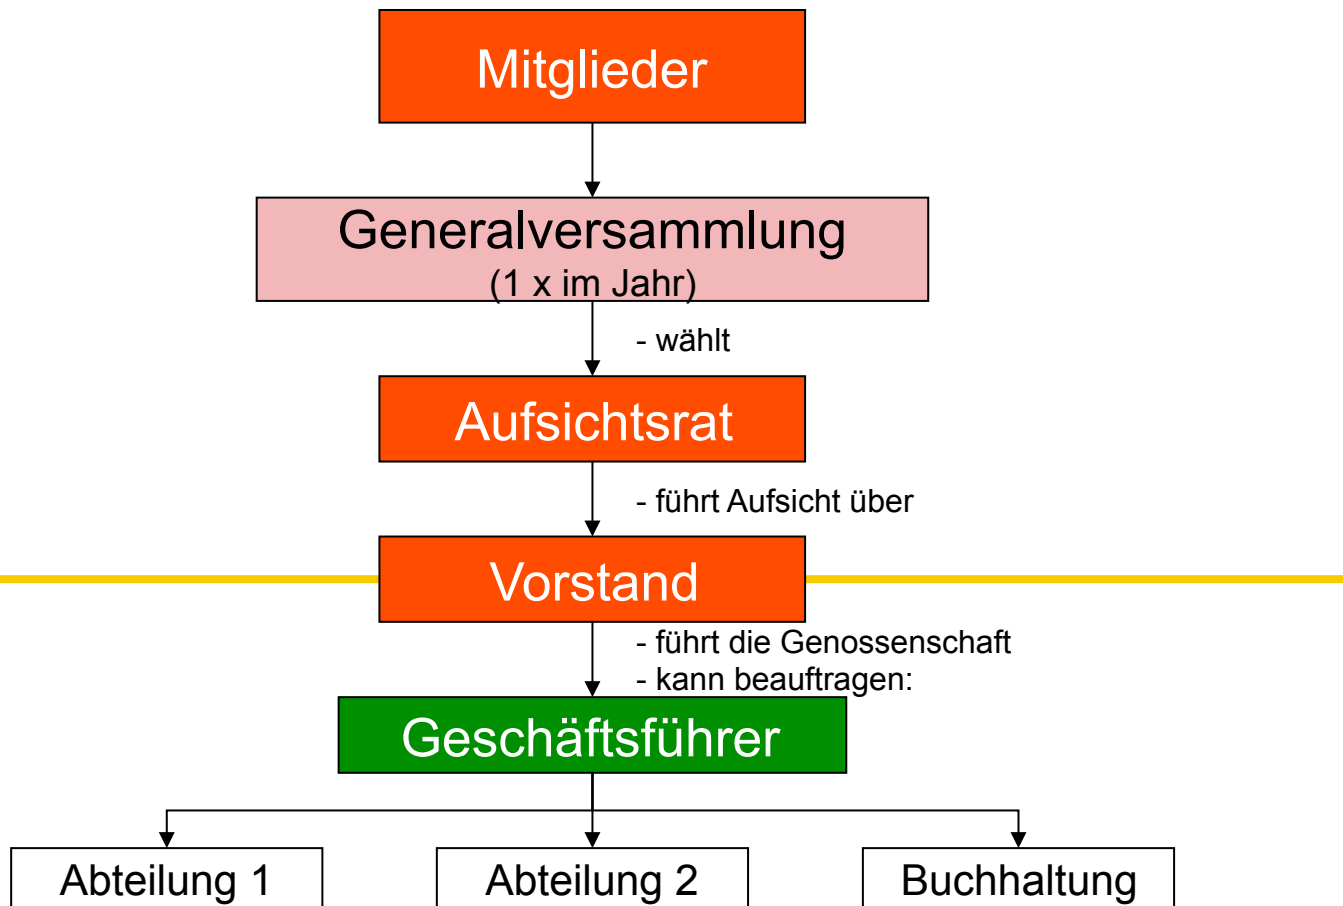 Mitglieder
Generalversammlung
(1 x im Jahr)
- wählt
Aufsichtsrat
- führt Aufsicht über
Vorstand
- führt die Genossenschaft
- kann beauftragen:
Geschäftsführer
Abteilung 1
Abteilung 2
Buchhaltung